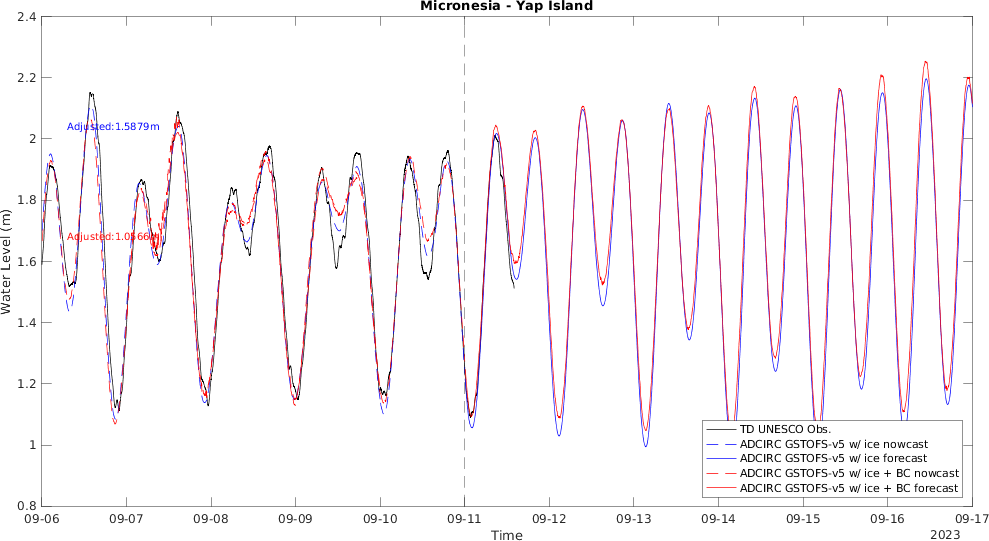 Micronesia - Yap Island
2.4
2.2
2
1.8
1.6
1.4
1.2
1
0.8
Water Level (m)
Adjusted:1.5879m
Adjusted:1.0566m
TD UNESCO Obs.
ADCIRC GSTOFS-v5 w/ ice nowcast
ADCIRC GSTOFS-v5 w/ ice forecast
ADCIRC GSTOFS-v5 w/ ice + BC nowcast
ADCIRC GSTOFS-v5 w/ ice + BC forecast
09-06 09-07 09-08 09-09 09-10 09-11 09-12 09-13 09-14 09-15 09-16 09-17
Time
2023